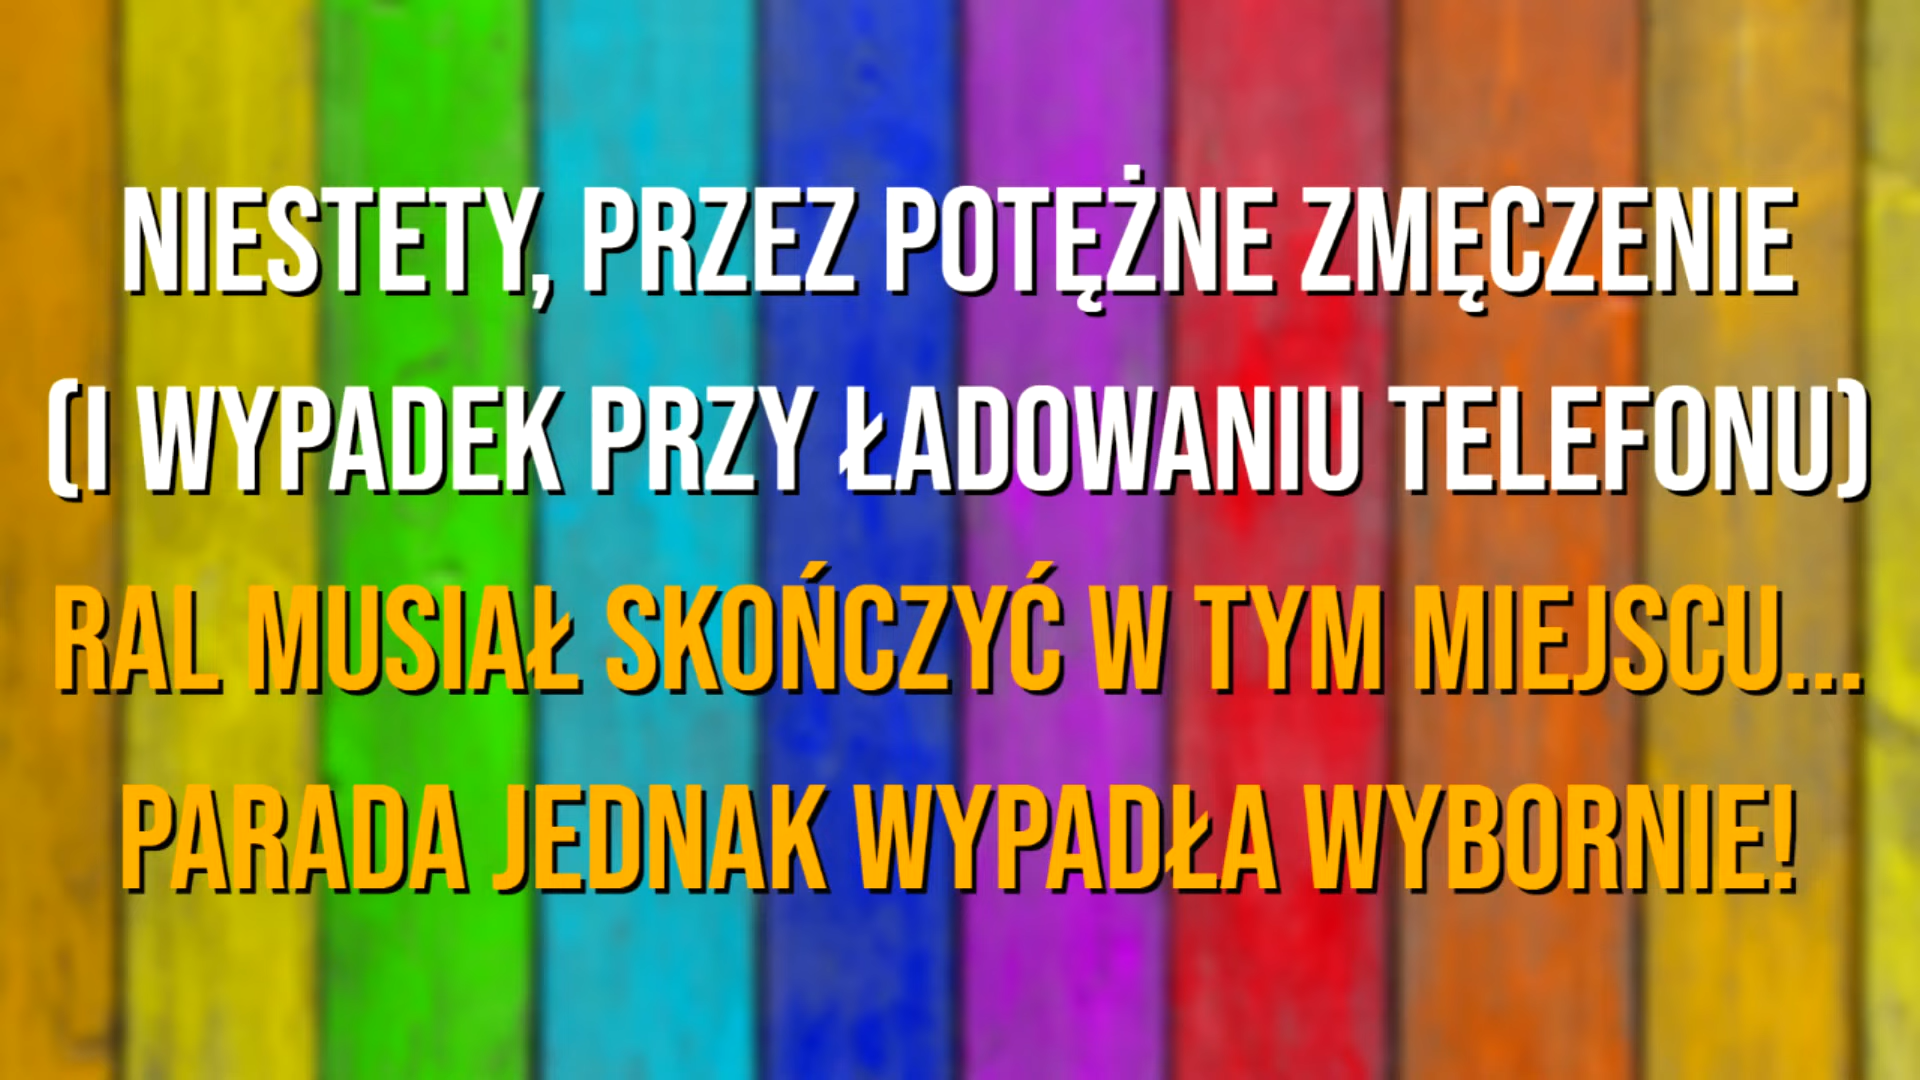 NIESTETY, PRZEZ POTĘŻNE ZMĘCZENIE
(I WYPADEK PRZY ŁADOWANIU TELEFONU)
RAL MUSIAŁ SKOŃCZYĆ W TYM MIEJSCU...
PARADA JEDNAK WYPADŁA WYBORNIE!